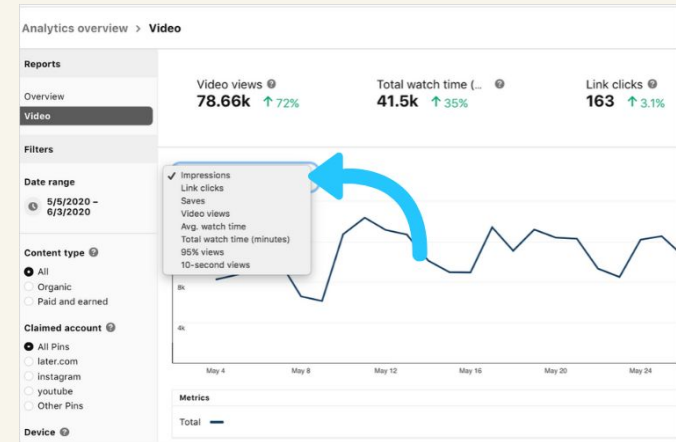 Analytics overview > Video
Reports
Overview
Video
Filters
Date range
5/5/2020 –
6/3/2020
Content type
All
Organic
Paid and earned
Claimed account
All Pins
later.com
instagram
youtube
Other Pins
Device
Video views
78.66k ↑ 72%
Total watch time (...
41.5k ↑ 35%
Link clicks
163 ↑ 3.1%
✓ Impressions
Link clicks
Saves
Video views
Avg. watch time
Total watch time (minutes)
95% views
10-second views
8k
4k
May 4 May 8 May 12 May 16 May 20 May 24
Metrics
Total